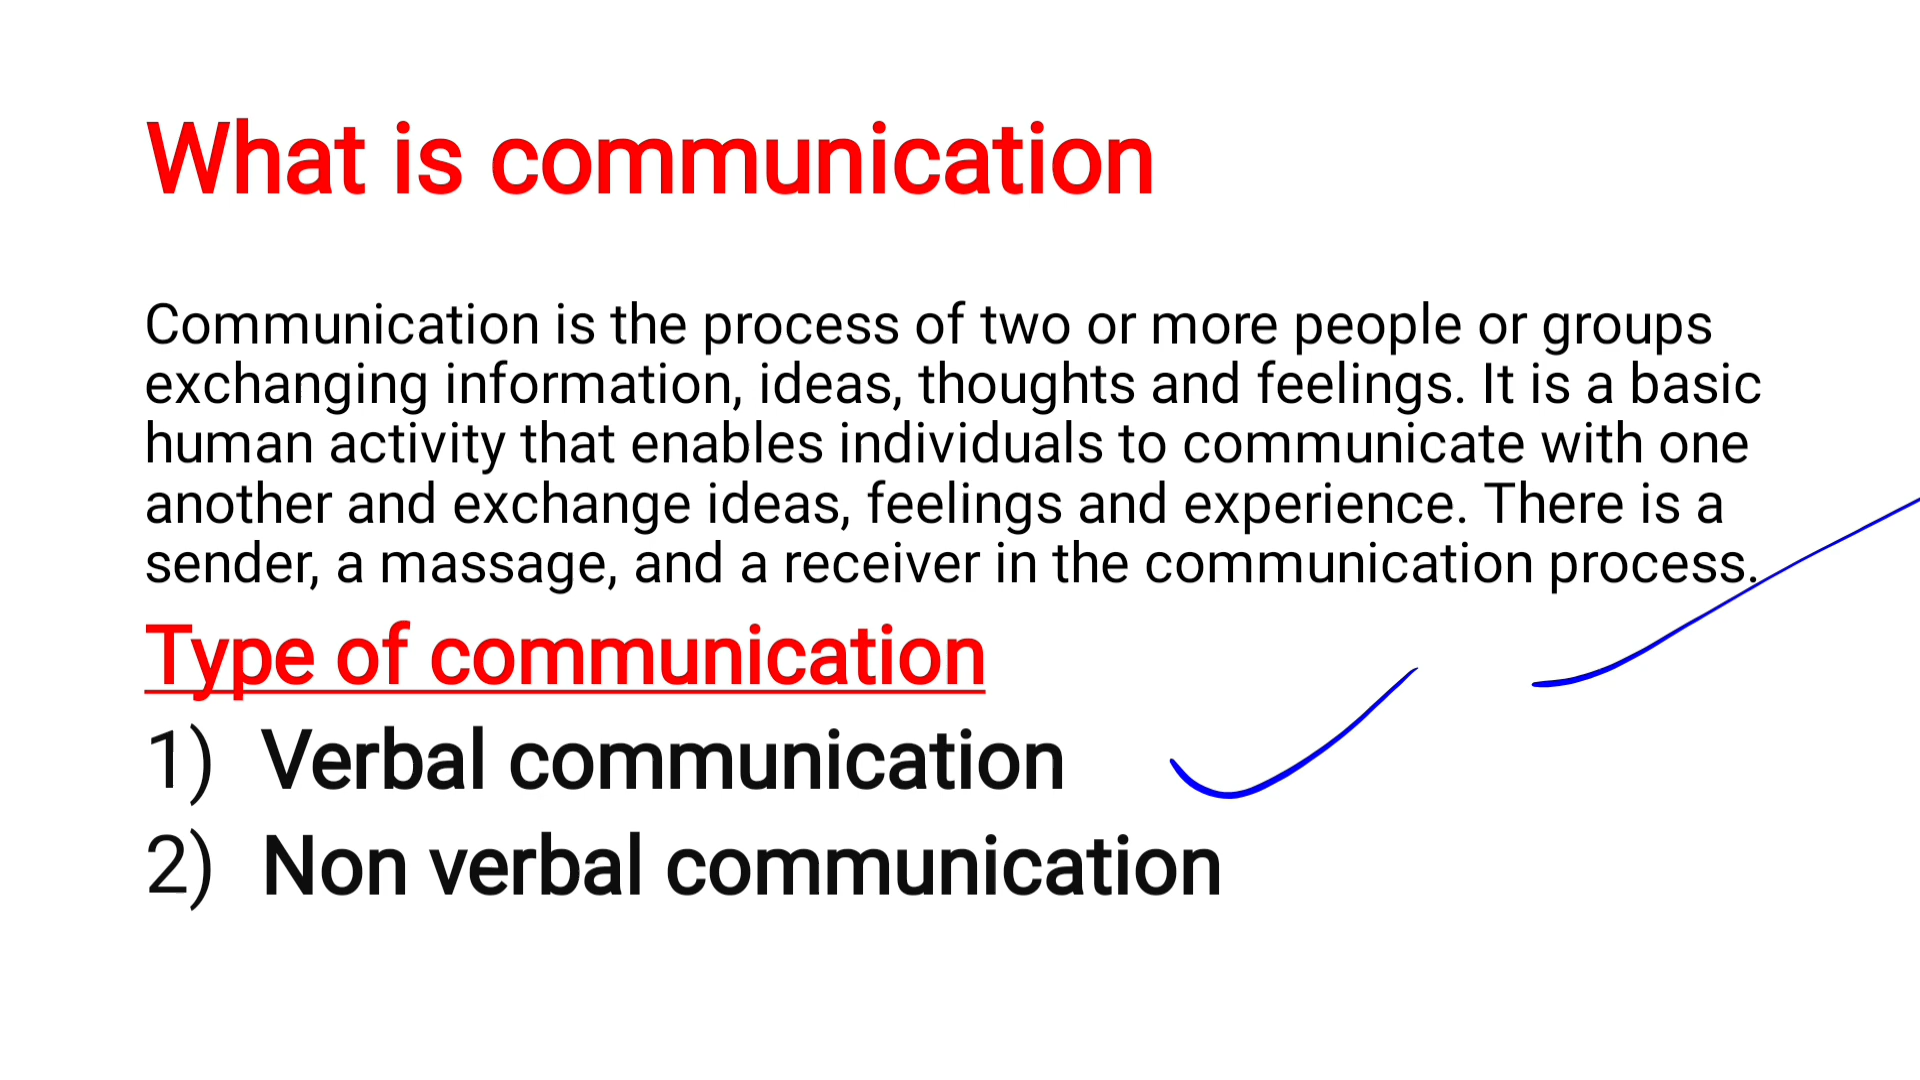 What is communication
Communication is the process of two or more people or groups
exchanging information, ideas, thoughts and feelings. It is a basic
human activity that enables individuals to communicate with one
another and exchange ideas, feelings and experience. There is a
sender, a massage, and a receiver in the communication process.
Type of communication
1) Verbal communication
2) Non verbal communication